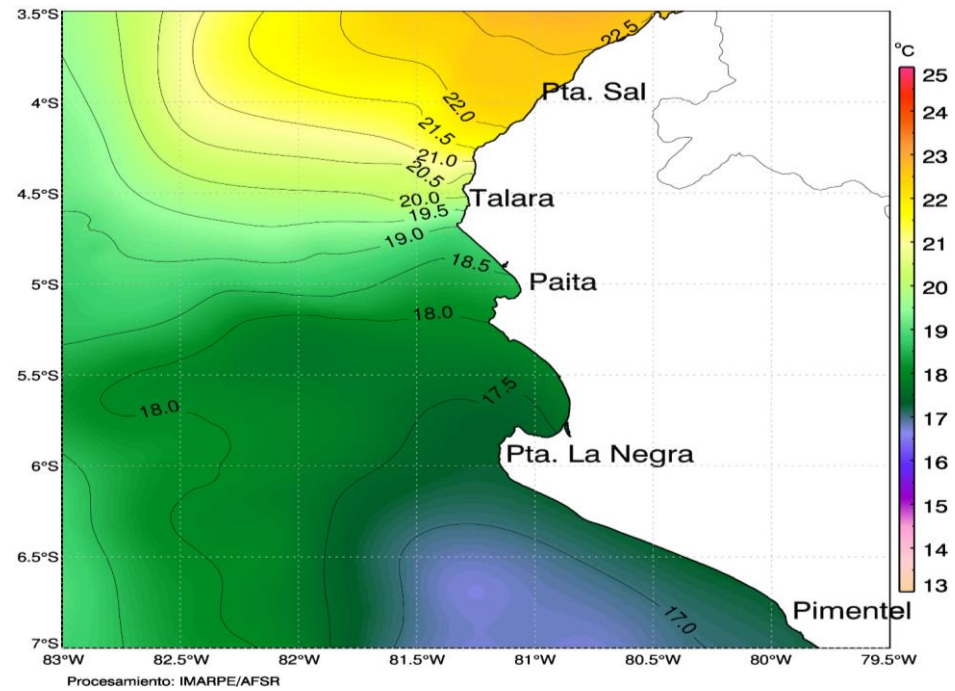 3.5°S
22.5
°C
25
Pta. Sal
4°S
22.0
24
21.5
23
21.0
20.5
22
4.5°S
20.0
Talara
19.5
21
19.0
18.5
5°S
Paita
20
18.0
19
5.5°S
17.5
18
18.0
17
6°S
Pta. La Negra
16
15
6.5°S
14
17.0
Pimentel
13
7°S
83°W 82.5°W 82°W 81.5°W 81°W 80.5°W 80°W 79.5°W
Procesamiento: IMARPE/AFSR